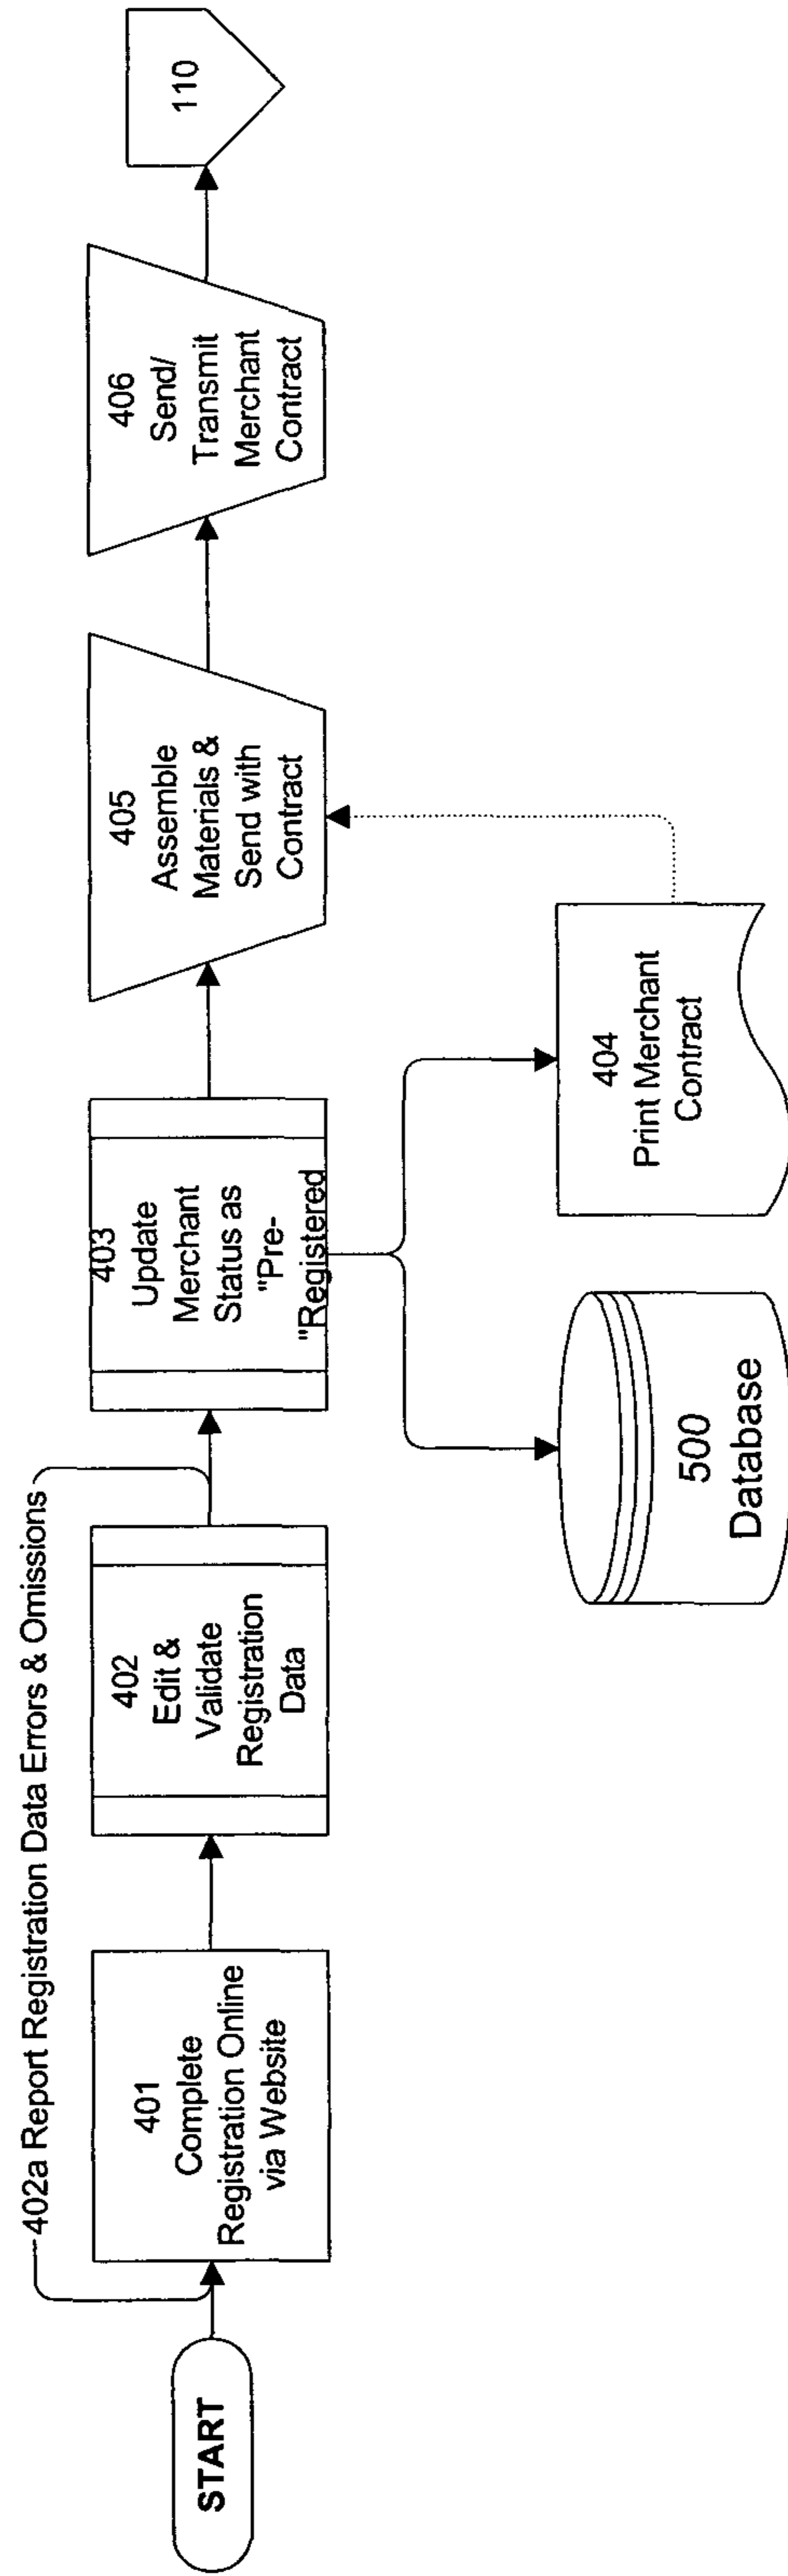 START
402a Report Registration Data Errors & Omissions
401
Complete
Registration Online
via Website
402
Edit &
Validate
Registration
Data
403
Update
Merchant
Status as
"Pre-
"Registered
500
Database
404
Print Merchant
Contract
405
Assemble
Materials &
Send with
Contract
406
Send/
Transmit
Merchant
Contract
110